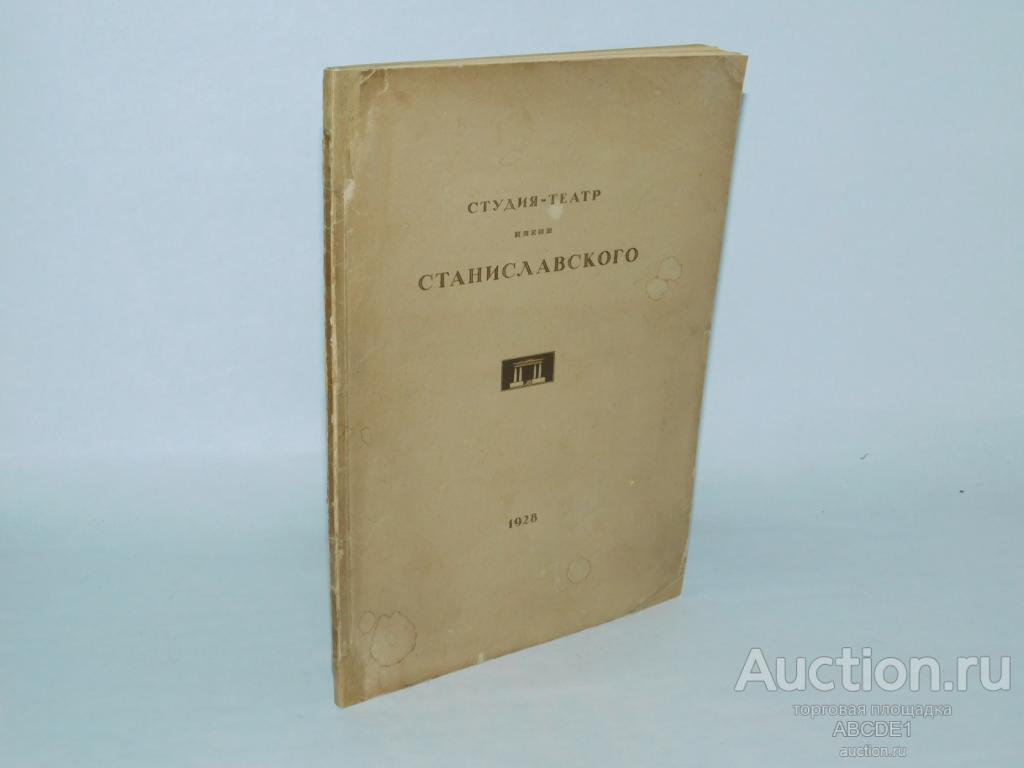 СТУДИЯ-ТЕАТР
имени
СТАНИСЛАВСКОГО
1928
Auction.ru
торговая площадка
ABCDE1
auction.ru